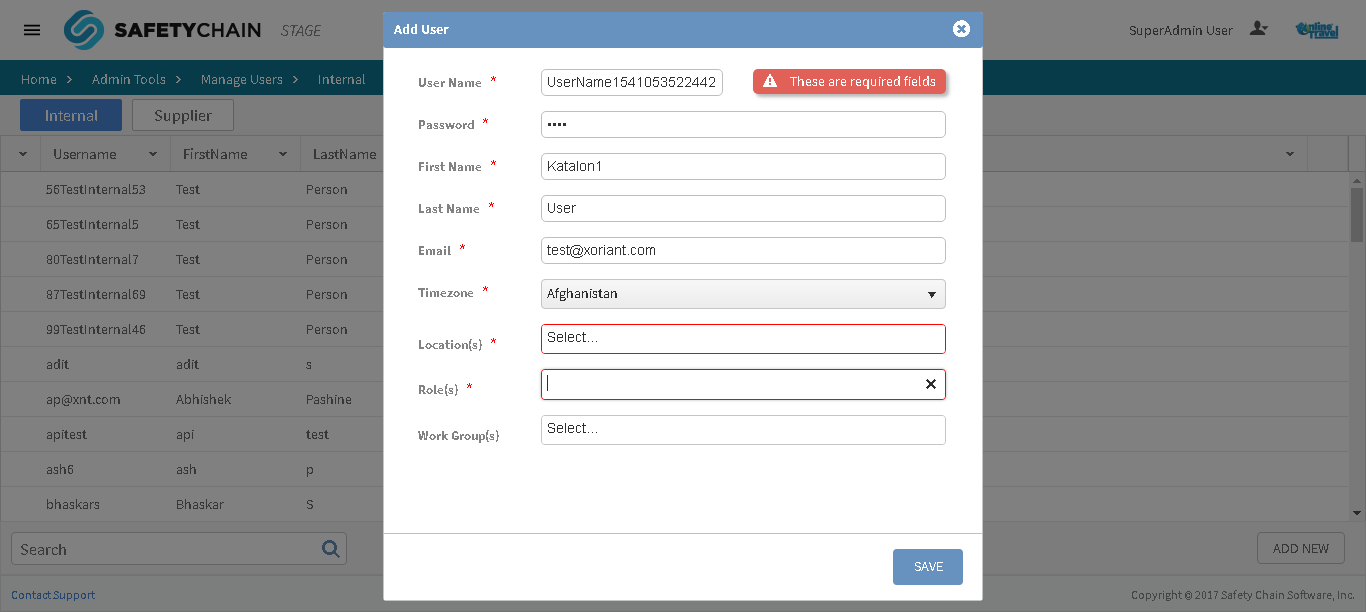 SAFETYCHAIN STAGE
SuperAdmin User
Online Travel
Home > Admin Tools > Manage Users > Internal
Internal Supplier
Username FirstName LastName
56TestInternal53 Test Person
65TestInternal5 Test Person
80TestInternal7 Test Person
87TestInternal69 Test Person
99TestInternal46 Test Person
adit adit s
ap@xnt.com Abhishek Pashine
apitest api test
ash6 ash p
bhaskars Bhaskar S
Search
ADD NEW
Contact Support
Copyright © 2017 Safety Chain Software, Inc.
Add User
User Name * UserName1541053522442
These are required fields
Password * ••••
First Name * Katalon1
Last Name * User
Email * test@xoriant.com
Timezone * Afghanistan
Location(s) * Select...
Role(s) *
Work Group(s) Select...
SAVE